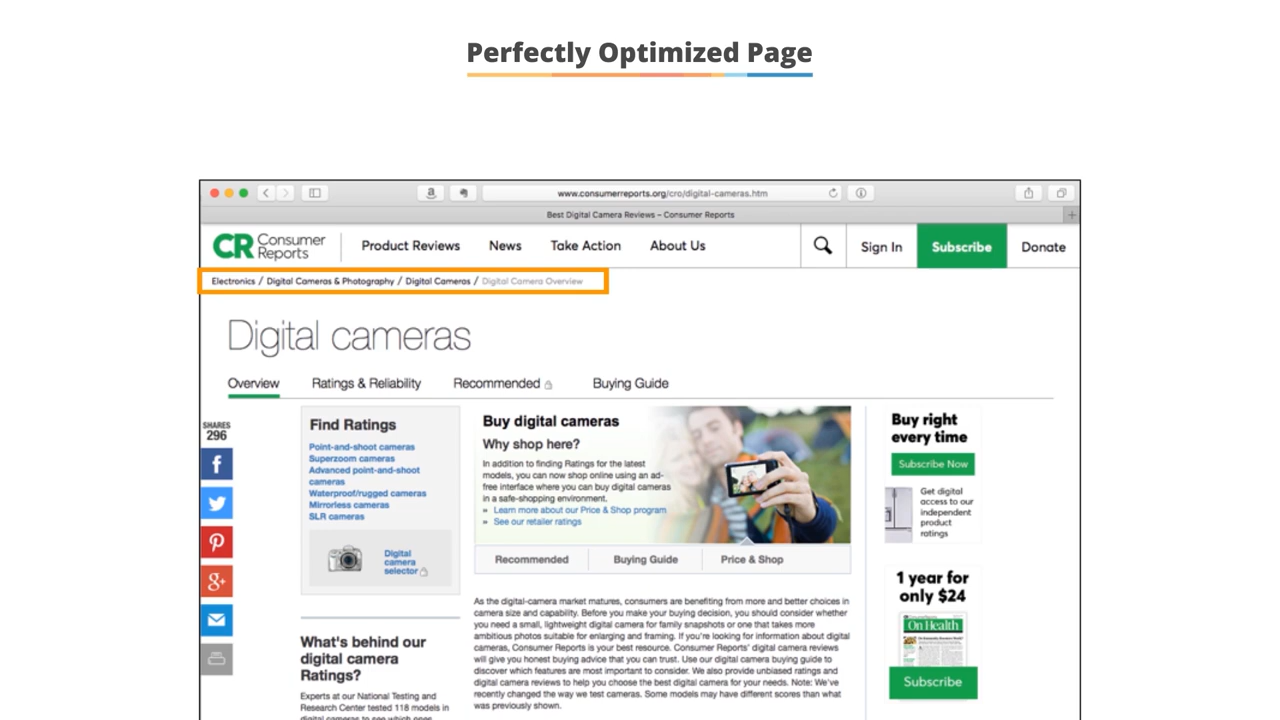 Perfectly Optimized Page
www.consumerreports.org/cro/digital-cameras.htm
Best Digital Camera Reviews – Consumer Reports
CR Consumer Reports
Product Reviews
News
Take Action
About Us
Sign In
Subscribe
Donate
Electronics / Digital Cameras & Photography / Digital Cameras / Digital Camera Overview
Digital cameras
Overview
Ratings & Reliability
Recommended
Buying Guide
SHARES
296
Find Ratings
Point-and-shoot cameras
Superzoom cameras
Advanced point-and-shoot
cameras
Waterproof/rugged cameras
Mirrorless cameras
SLR cameras
Digital
camera
selector
What's behind our
digital camera
Ratings?
Experts at our National Testing and
Research Center tested 118 models in
digital cameras to see which ones
Buy digital cameras
Why shop here?
In addition to finding Ratings for the latest
models, you can now shop online using an ad-
free interface where you can buy digital cameras
in a safe-shopping environment.
» Learn more about our Price & Shop program
» See our retailer ratings
Recommended
Buying Guide
Price & Shop
As the digital-camera market matures, consumers are benefiting from more and better choices in
camera size and capability. Before you make your buying decision, you should consider whether
you need a small, lightweight digital camera for family snapshots or one that takes more
ambitious photos suitable for enlarging and framing. If you're looking for information about digital
cameras, Consumer Reports is your best resource. Consumer Reports' digital camera reviews
will give you honest buying advice that you can trust. Use our digital camera buying guide to
discover which features are most important to consider. We also provide unbiased ratings and
digital camera reviews to help you choose the best digital camera for your needs. Note: We've
recently changed the way we test cameras. Some models may have different scores than what
was previously shown.
Buy right
every time
Subscribe Now
Get digital
access to our
independent
product
ratings
1 year for
only $24
OnHealth
Subscribe